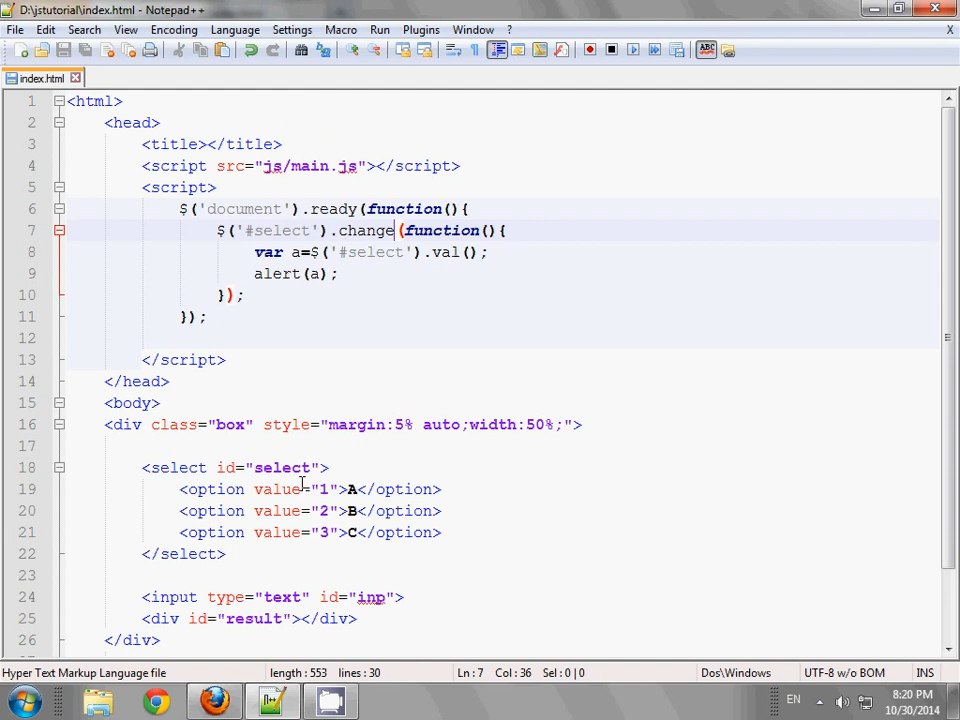 D:\jstutorial\index.html - Notepad++
File Edit Search View Encoding Language Settings Macro Run Plugins Window ? X
ABC
index.html
1 <html>
2 <head>
3 <title></title>
4 <script src="js/main.js"></script>
5 <script>
6 $('document').ready(function(){
7 $('#select').change(function(){
8 var a=$('#select').val();
9 alert(a);
10 });
11 });
12
13 </script>
14 </head>
15 <body>
16 <div class="box" style="margin:5% auto;width:50%;">
17
18 <select id="select">
19 <option value="1">A</option>
20 <option value="2">B</option>
21 <option value="3">C</option>
22 </select>
23
24 <input type="text" id="inp">
25 <div id="result"></div>
26 </div>
Hyper Text Markup Language file length : 553 lines : 30 Ln : 7 Col : 36 Sel : 0 | 0 Dos\Windows UTF-8 w/o BOM INS
EN 8:20 PM
10/30/2014